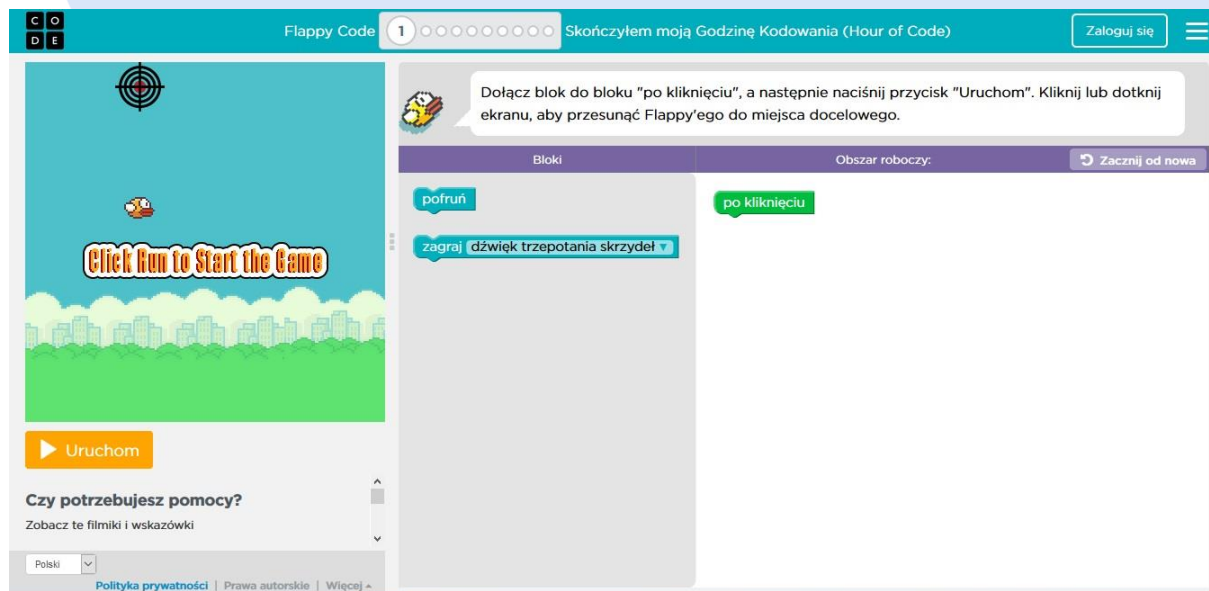 C O
D E
Flappy Code
1
Skończyłem moją Godzinę Kodowania (Hour of Code)
Zaloguj się
Click Run to Start the Game
Uruchom
Czy potrzebujesz pomocy?
Zobacz te filmiki i wskazówki
Polski
Polityka prywatności | Prawa autorskie | Więcej
Dołącz blok do bloku "po kliknięciu", a następnie naciśnij przycisk "Uruchom". Kliknij lub dotknij
ekranu, aby przesunąć Flappy'ego do miejsca docelowego.
Bloki
Obszar roboczy:
Zacznij od nowa
pofruń
zagraj dźwięk trzepotania skrzydeł
po kliknięciu